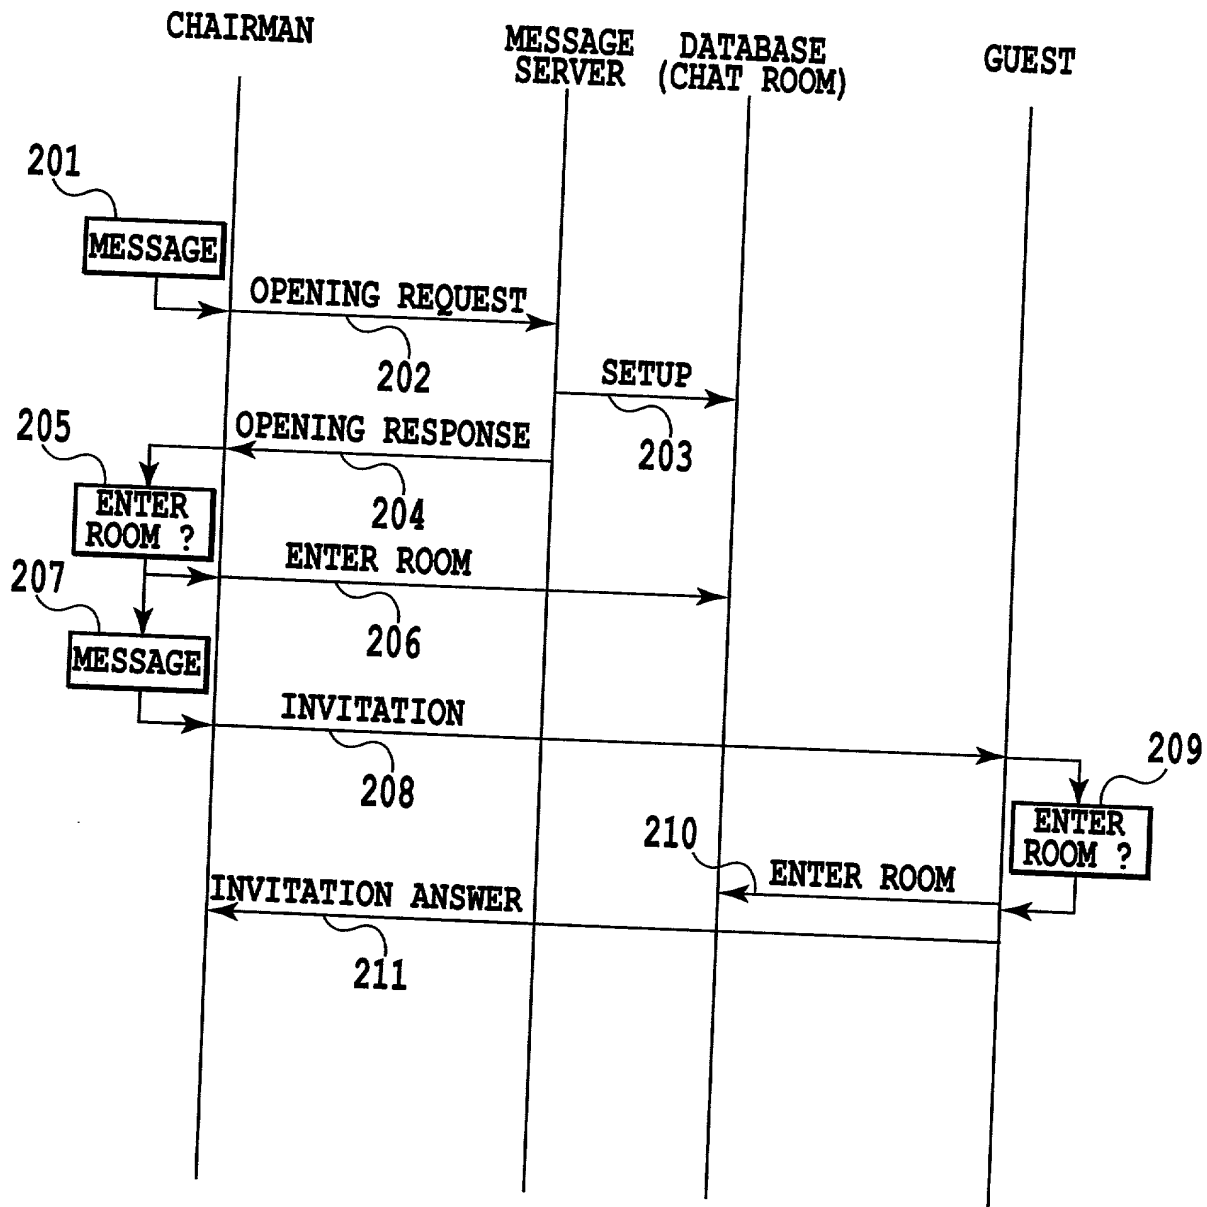 CHAIRMAN
MESSAGE
SERVER
DATABASE
(CHAT ROOM)
GUEST
201
MESSAGE
OPENING REQUEST
202
SETUP
203
205
OPENING RESPONSE
204
ENTER
ROOM ?
ENTER ROOM
206
207
MESSAGE
INVITATION
208
209
ENTER
ROOM ?
210
ENTER ROOM
INVITATION ANSWER
211